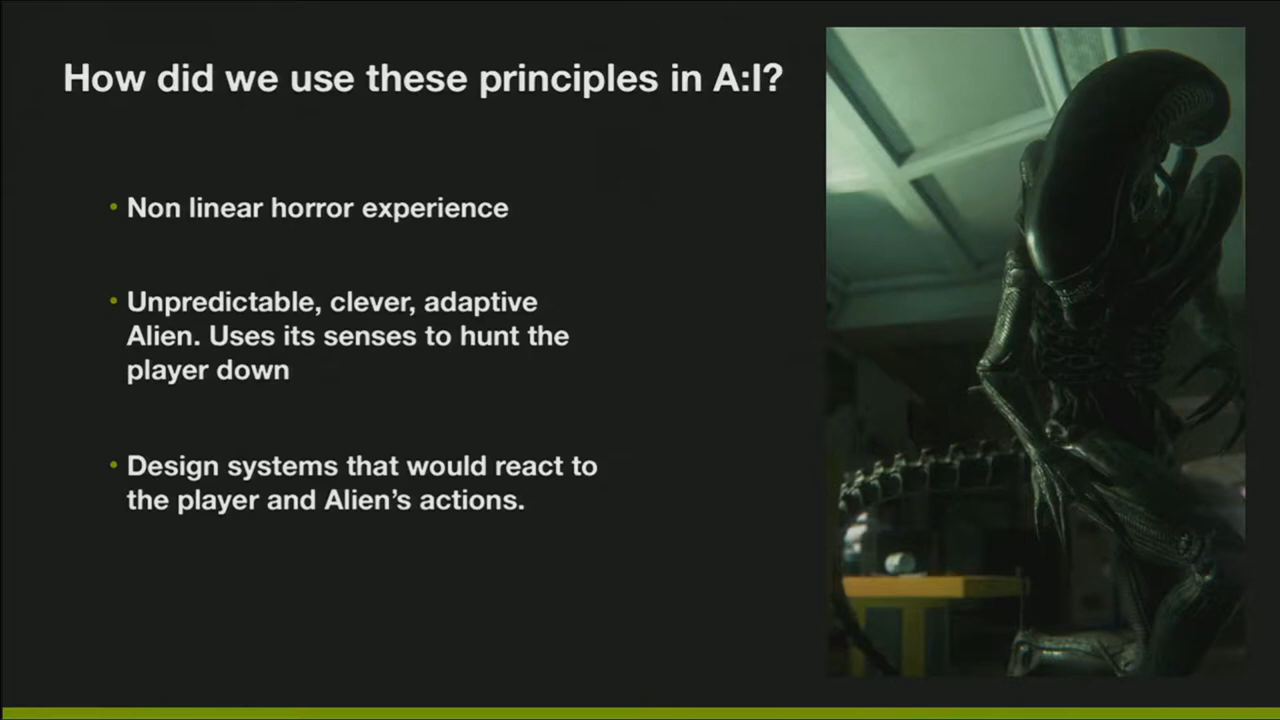 How did we use these principles in A:I?
• Non linear horror experience
• Unpredictable, clever, adaptive
Alien. Uses its senses to hunt the
player down
• Design systems that would react to
the player and Alien’s actions.